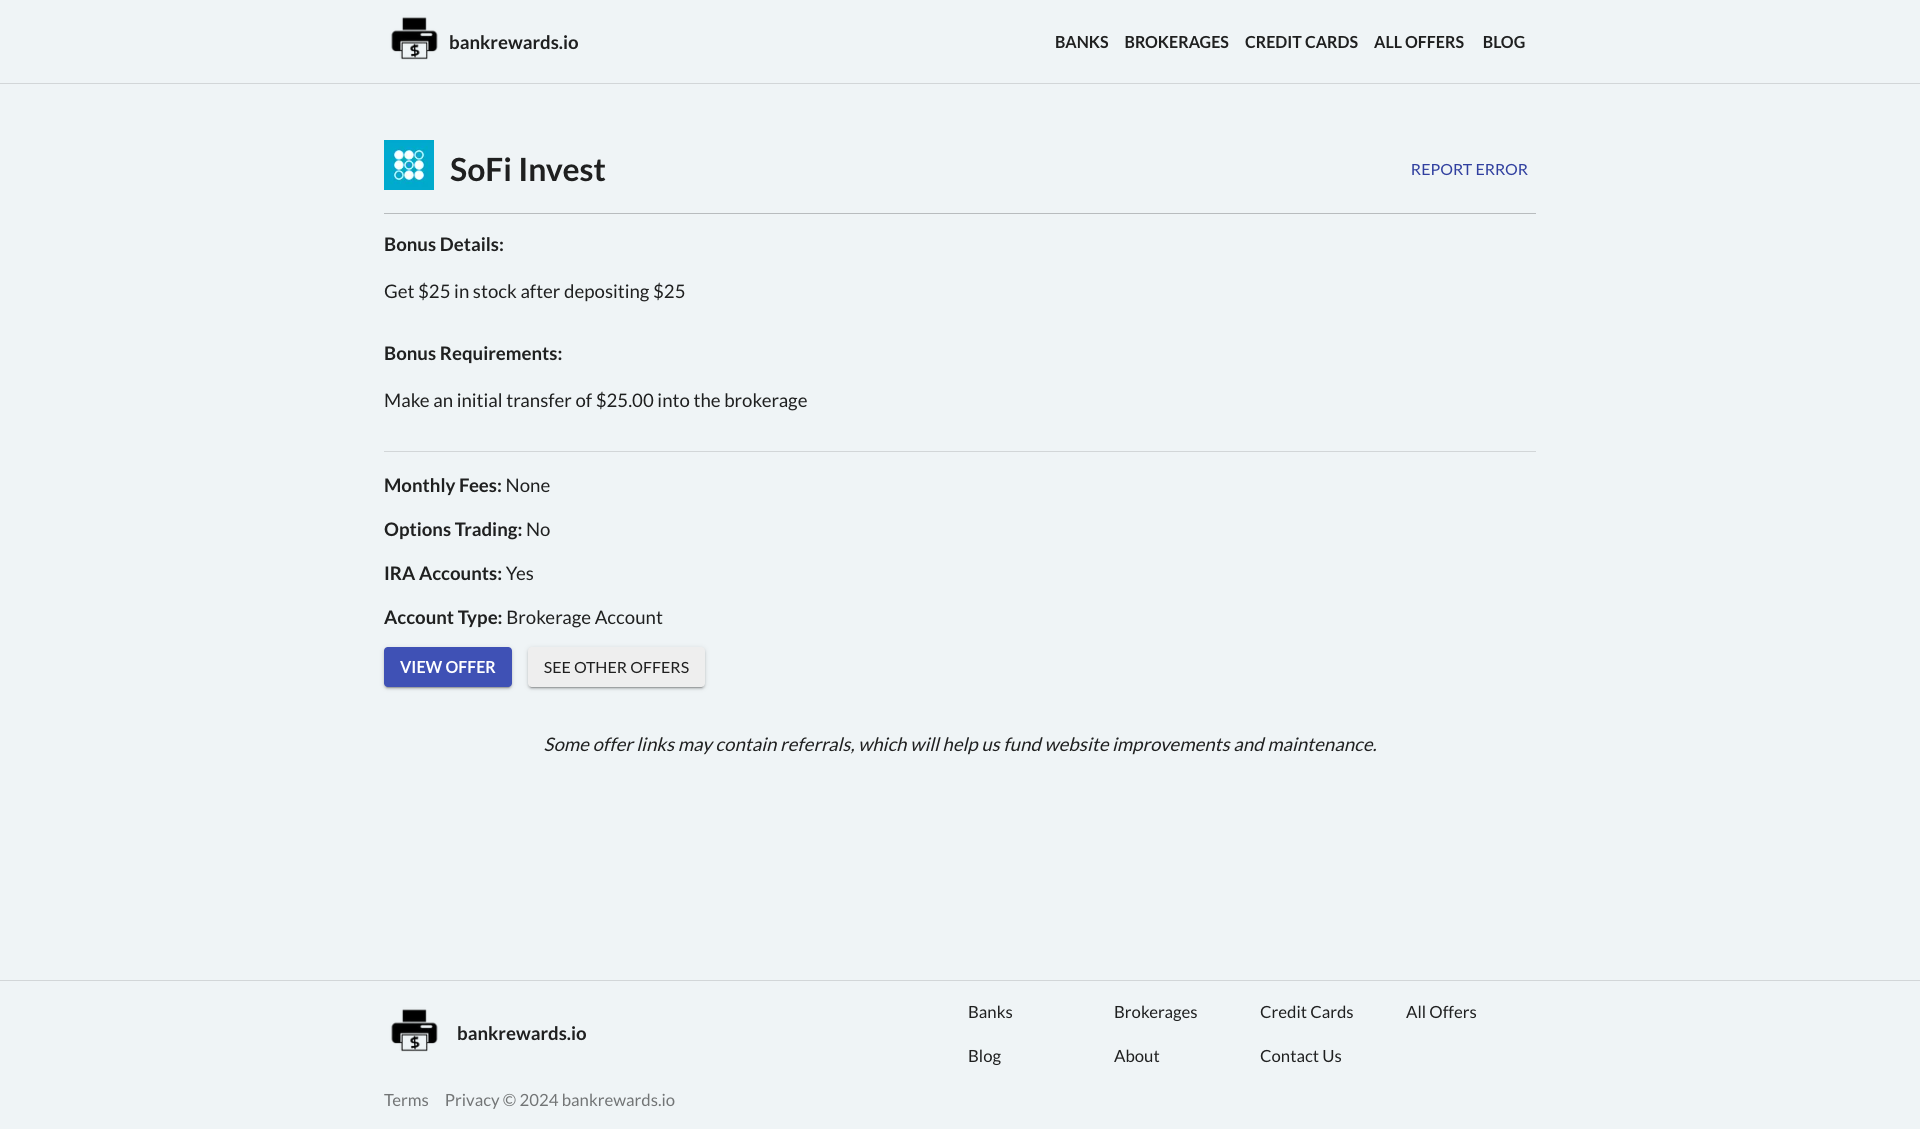 bankrewards.io
BANKS BROKERAGES CREDIT CARDS ALL OFFERS BLOG
SoFi Invest
REPORT ERROR
Bonus Details:
Get $25 in stock after depositing $25
Bonus Requirements:
Make an initial transfer of $25.00 into the brokerage
Monthly Fees: None
Options Trading: No
IRA Accounts: Yes
Account Type: Brokerage Account
VIEW OFFER SEE OTHER OFFERS
Some offer links may contain referrals, which will help us fund website improvements and maintenance.
bankrewards.io
Banks Brokerages Credit Cards All Offers
Blog About Contact Us
Terms Privacy © 2024 bankrewards.io